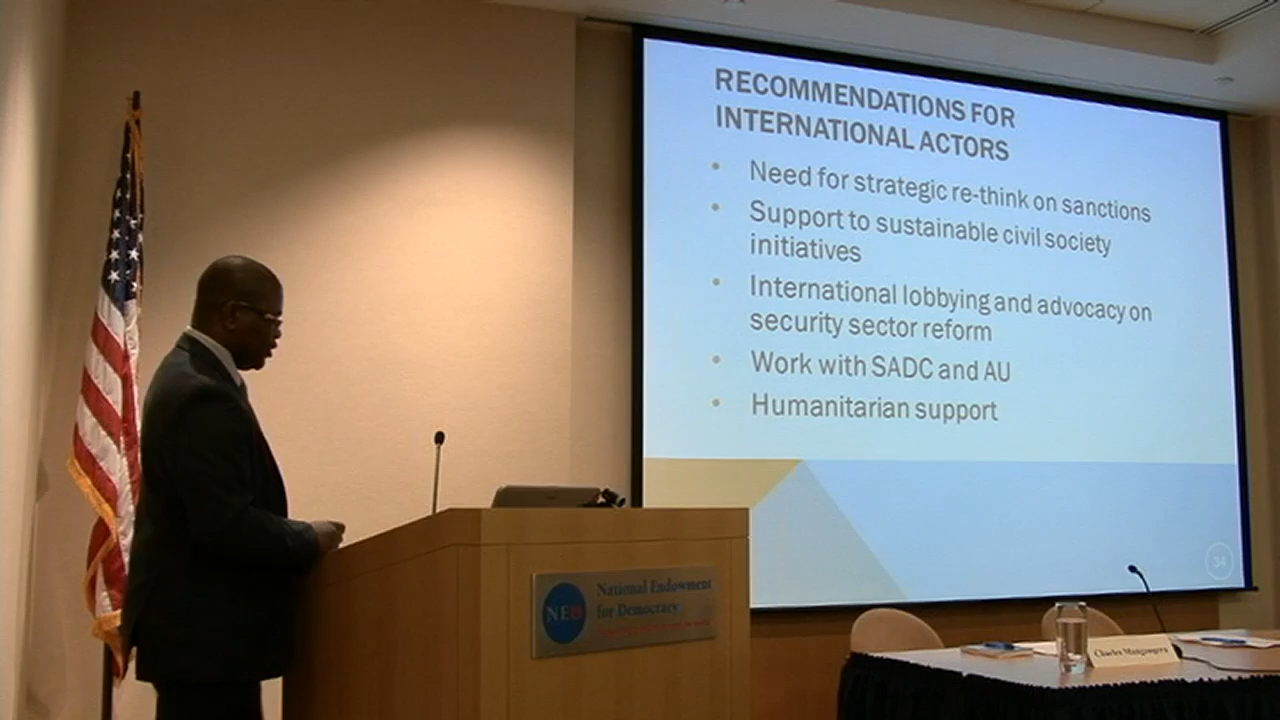 RECOMMENDATIONS FOR
INTERNATIONAL ACTORS
• Need for strategic re-think on sanctions
• Support to sustainable civil society
initiatives
• International lobbying and advocacy on
security sector reform
• Work with SADC and AU
• Humanitarian support
34
NED
National Endowment
for Democracy
Charles Mangongera